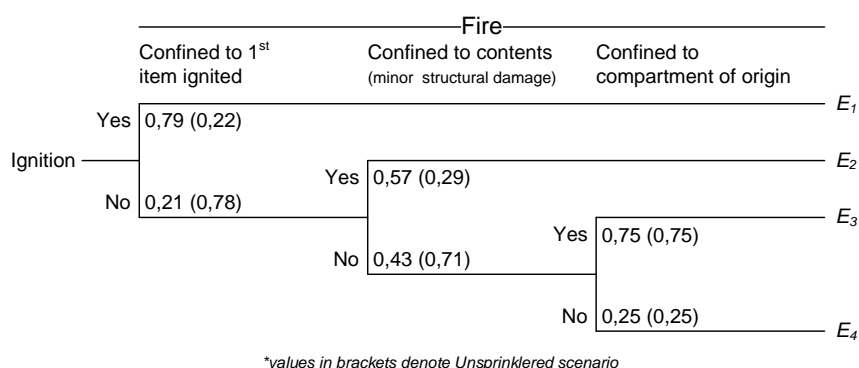 Fire
Confined to 1st
item ignited
Confined to contents
(minor structural damage)
Confined to
compartment of origin
Yes 0,79 (0,22) E1
Ignition
Yes 0,57 (0,29) E2
No 0,21 (0,78)
Yes 0,75 (0,75) E3
No 0,43 (0,71)
No 0,25 (0,25) E4
*values in brackets denote Unsprinklered scenario